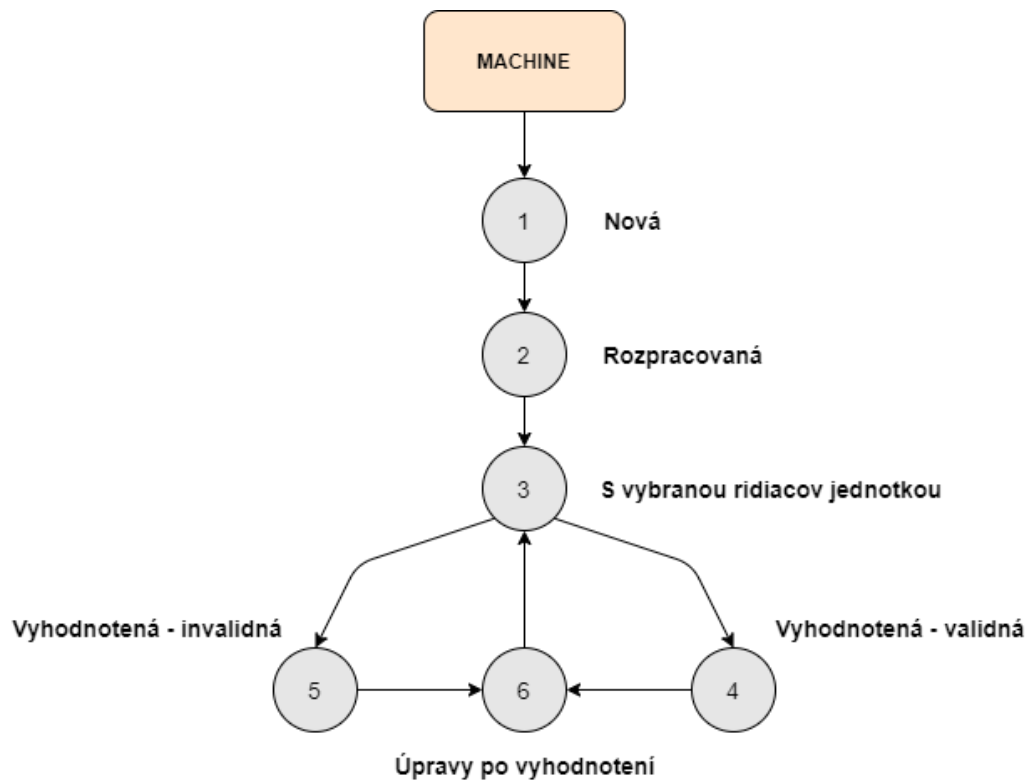 MACHINE
1
Nová
2
Rozpracovaná
3
S vybranou ridiacov jednotkou
Vyhodnotená - invalidná
Vyhodnotená - validná
5
6
4
Úpravy po vyhodnotení